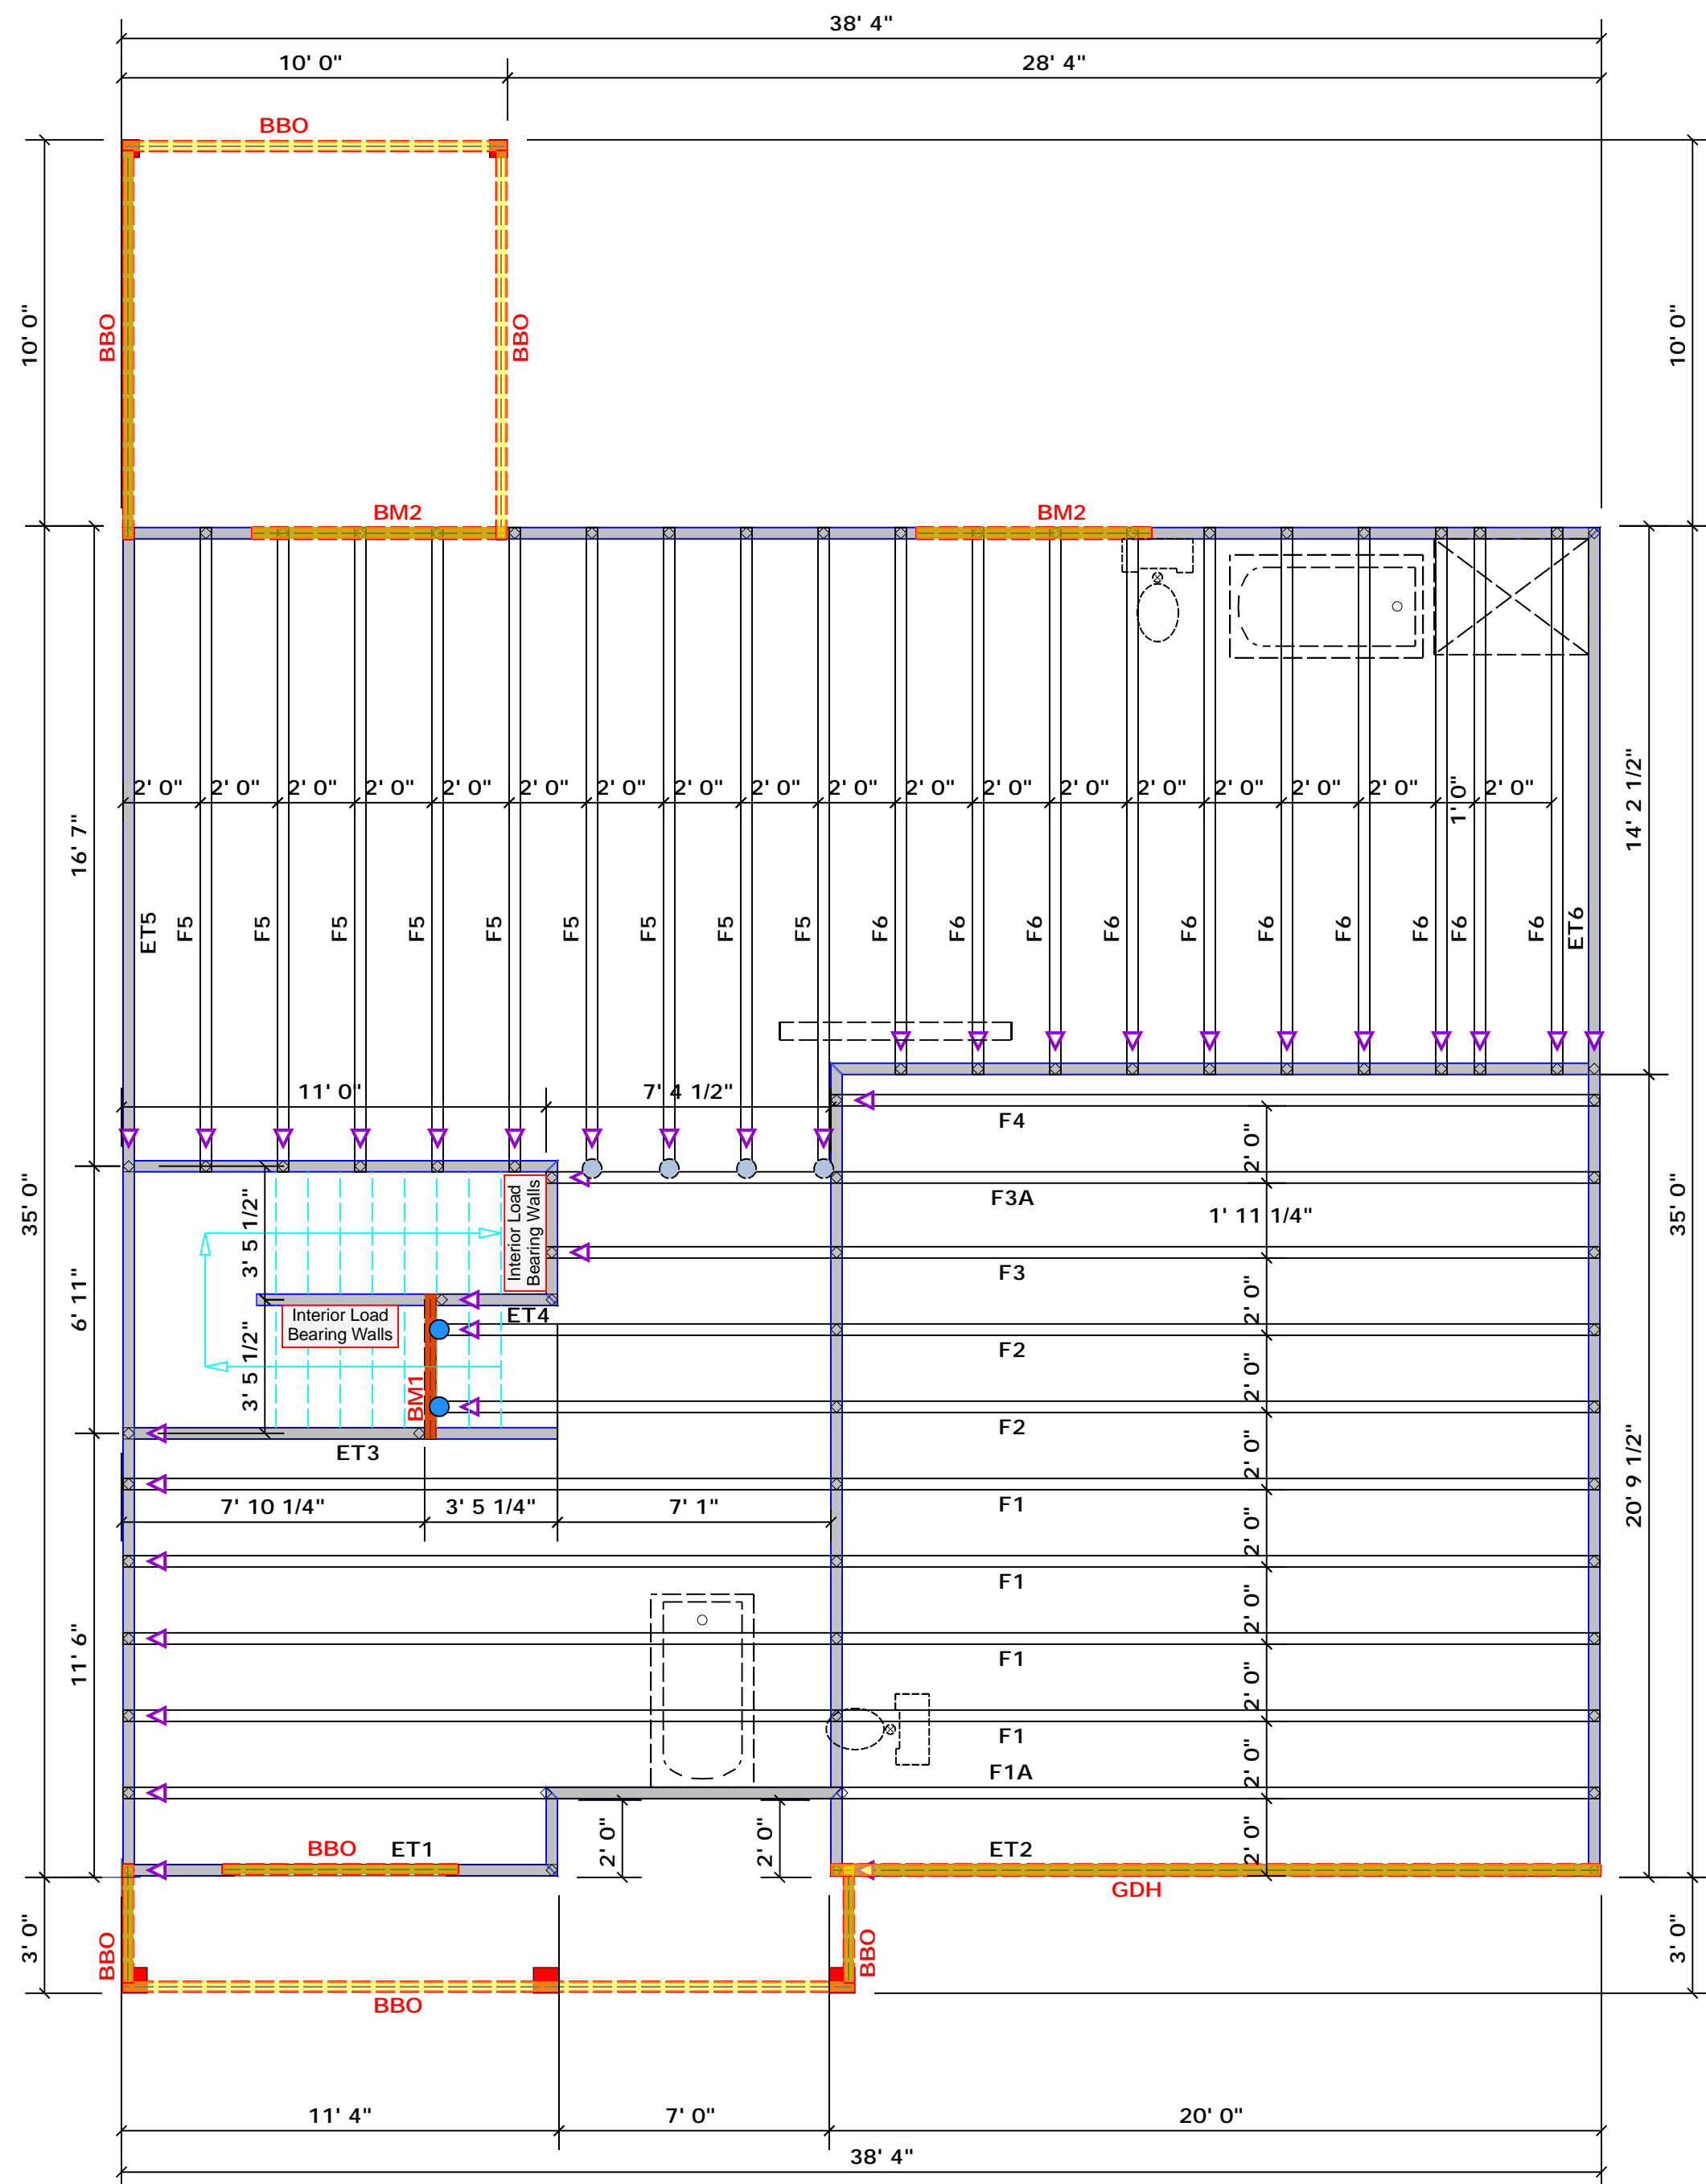 38' 4"
10' 0"
28' 4"
BBO
10' 0"
BBO
BBO
10' 0"
BM2
BM2
2' 0" 2' 0" 2' 0" 2' 0" 2' 0" 2' 0" 2' 0" 2' 0" 2' 0" 2' 0" 2' 0" 2' 0" 2' 0" 2' 0" 2' 0" 2' 0" 2' 0" 1' 0" 2' 0"
16' 7"
14' 2 1/2"
ET5 F5 F5 F5 F5 F5 F5 F5 F5 F5 F6 F6 F6 F6 F6 F6 F6 F6 F6 F6 ET6
11' 0"
7' 4 1/2"
F4
2' 0"
35' 0"
35' 0"
3' 5 1/2"
Interior Load
Bearing Walls
F3A
1' 11 1/4"
F3
6' 11"
2' 0"
ET4
Interior Load
Bearing Walls
F2
3' 5 1/2"
BM1
2' 0"
F2
ET3
2' 0"
20' 9 1/2"
7' 10 1/4"
3' 5 1/4"
7' 1"
F1
2' 0"
F1
11' 6"
2' 0"
F1
2' 0"
F1
F1A
2' 0"
BBO
ET1
2' 0"
2' 0"
ET2
2' 0"
GDH
3' 0"
BBO
BBO
3' 0"
BBO
11' 4"
7' 0"
20' 0"
38' 4"